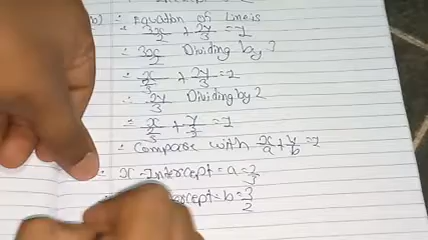 ∴ Equation of Line is
3x/2 + 2y/3 = 1
∴ 3x/2 Dividing by 3
∴ x/(2/3) + 2y/3 = 1
∴ 2y/3 Dividing by 2
= x/(2/3) + y/(3/2) = 1
∴ Compare with x/a + y/b = 1
∴ x-Intercept = a = 2/3
ercept = b = 3/2